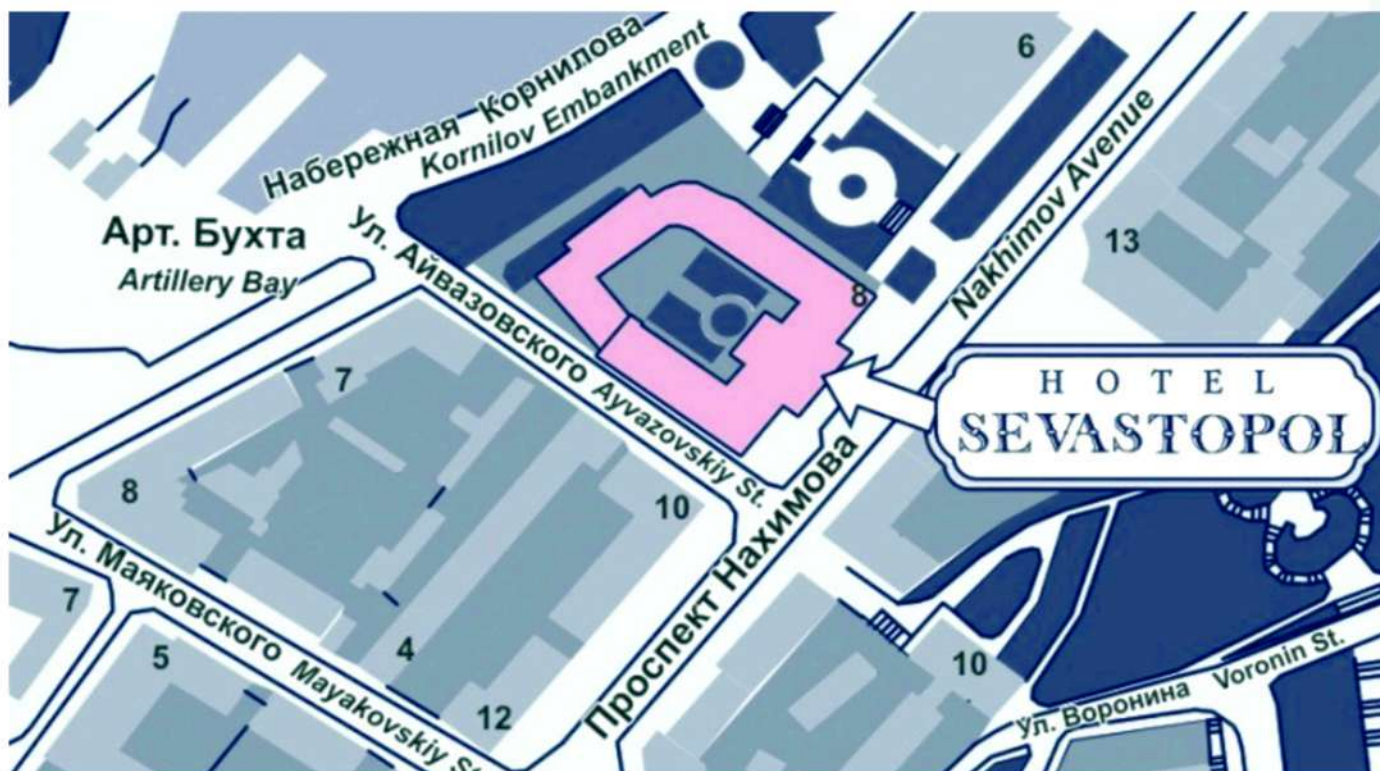 Набережная Корнилова
Kornilov Embankment
6
Nakhimov Avenue
13
Арт. Бухта
Artillery Bay
Ул. Айвазовского Ayvazovskiy St.
8
HOTEL
SEVASTOPOL
7
8
10
Проспект Нахимова
Ул. Маяковского Mayakovskiy St
7
5
4
12
10
Ул. Воронина Voronin St.